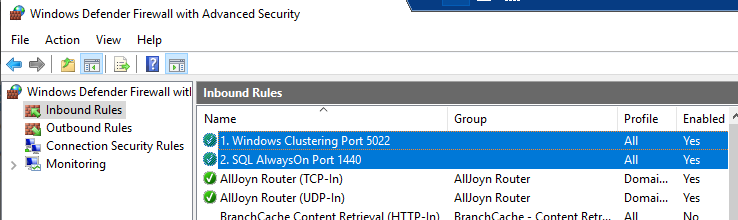 Windows Defender Firewall with Advanced Security
File Action View Help
Windows Defender Firewall witl
Inbound Rules
Outbound Rules
Connection Security Rules
Monitoring
Inbound Rules
Name Group Profile Enabled
1. Windows Clustering Port 5022 All Yes
2. SQL AlwaysOn Port 1440 All Yes
AllJoyn Router (TCP-In) AllJoyn Router Domai... Yes
AllJoyn Router (UDP-In) AllJoyn Router Domai... Yes
BranchCache Content Retrieval (HTTP-In) BranchCache - Content Retr... All No